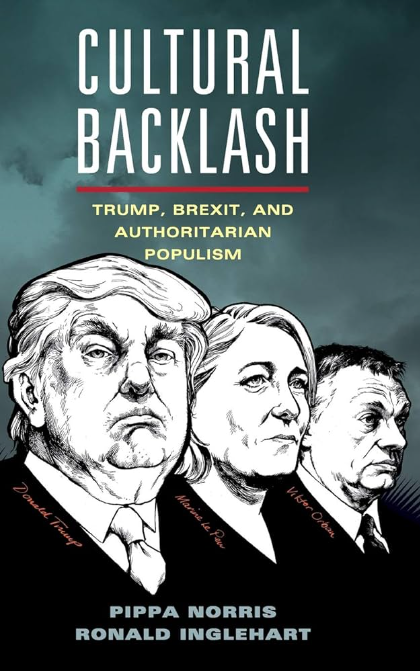 CULTURAL
BACKLASH
TRUMP, BREXIT, AND
AUTHORITARIAN
POPULISM
Donald Trump
Marine Le Pen
Viktor Orban
PIPPA NORRIS
RONALD INGLEHART